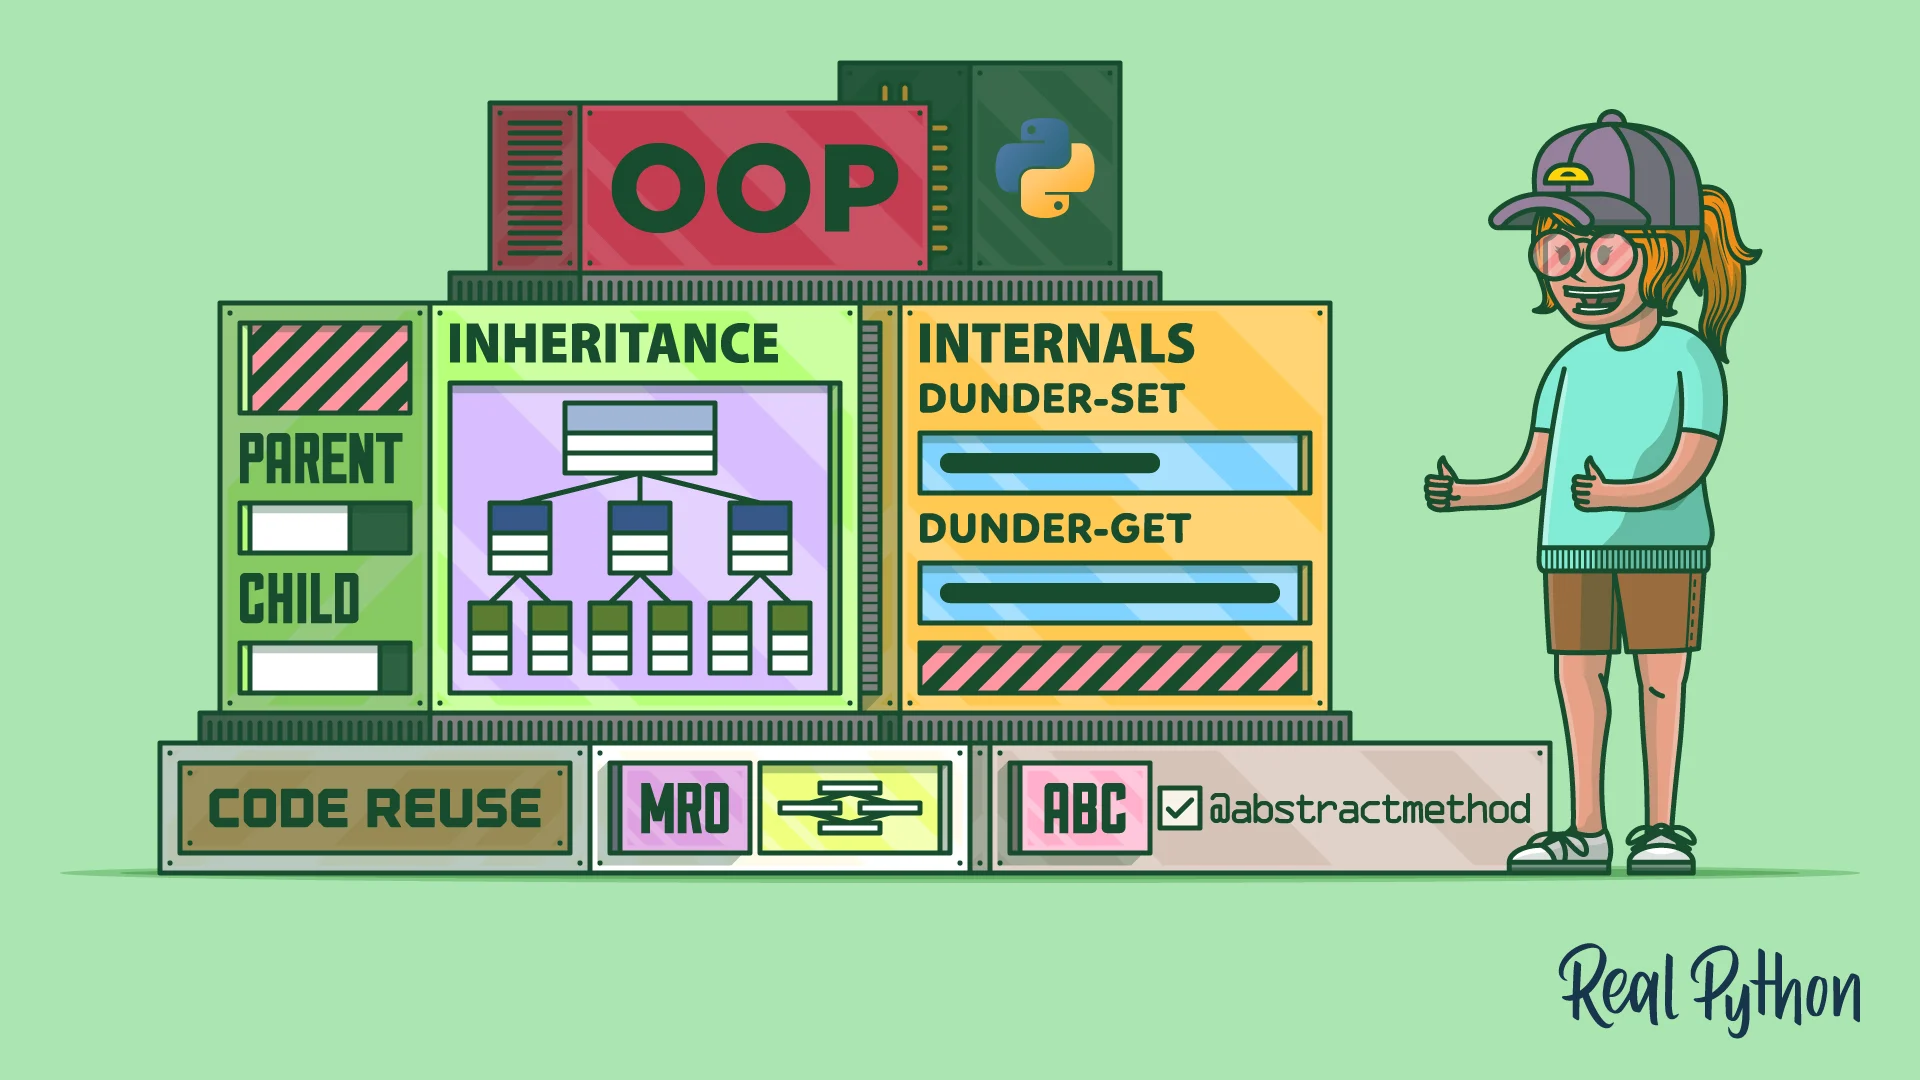 OOP
INHERITANCE
PARENT
CHILD
INTERNALS
DUNDER-SET
DUNDER-GET
CODE REUSE
MRO
ABC
@abstractmethod
Real Python